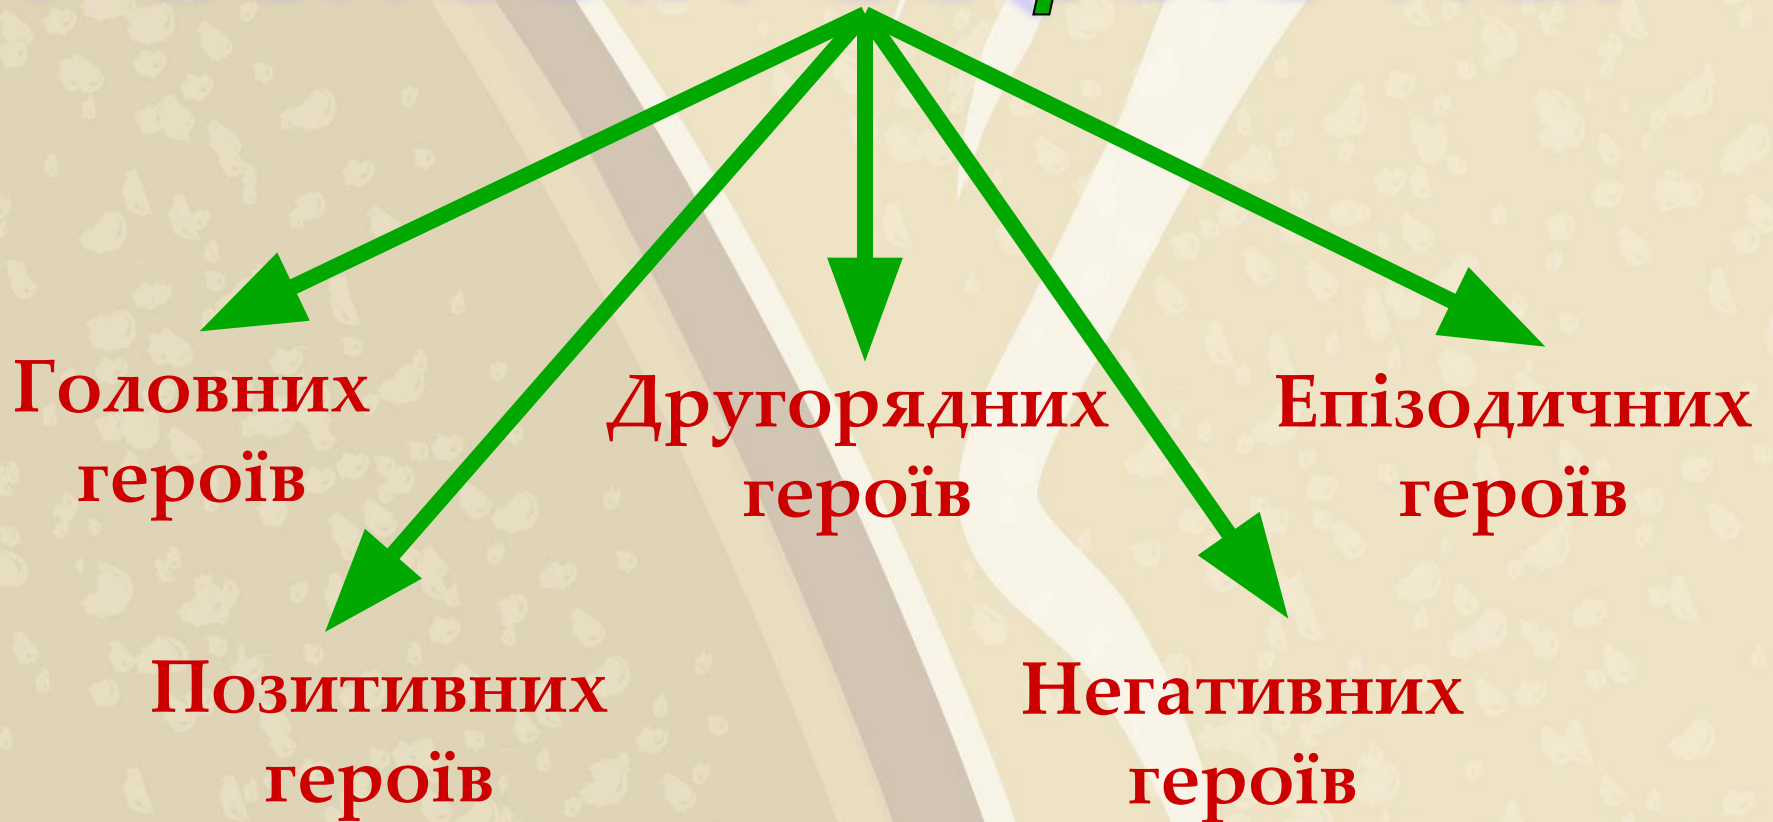 Головних
героїв
Другорядних
героїв
Епізодичних
героїв
Позитивних
героїв
Негативних
героїв